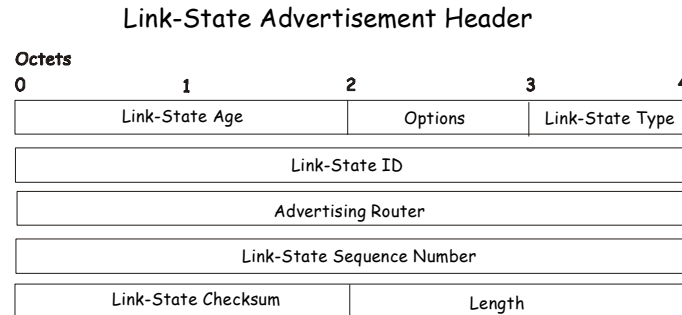 Link-State Advertisement Header
Octets
0 1 2 3 4
Link-State Age Options Link-State Type
Link-State ID
Advertising Router
Link-State Sequence Number
Link-State Checksum Length